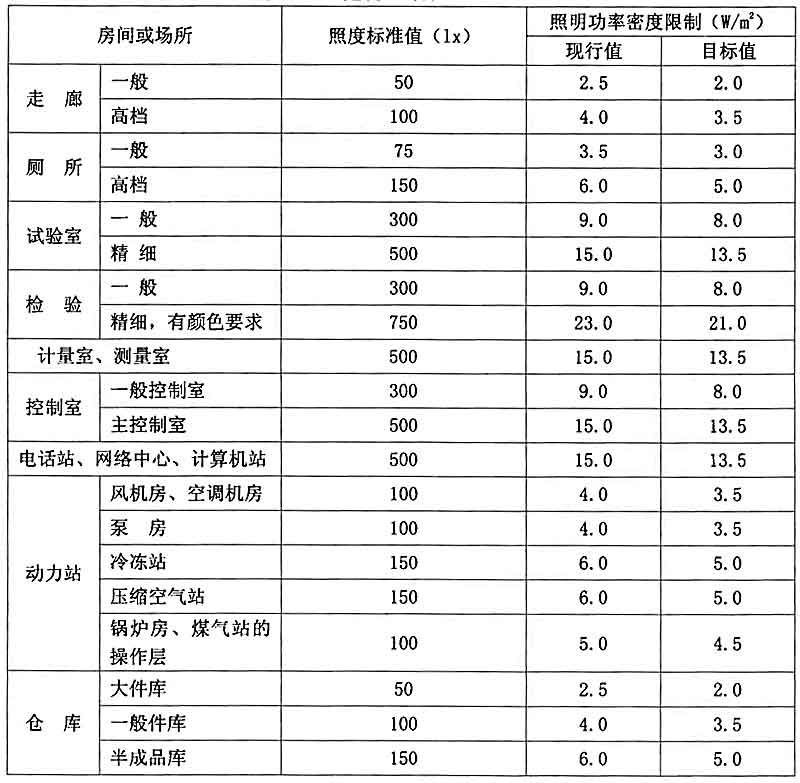 房间或场所 照度标准值（lx） 照明功率密度限制（W/m²）
现行值 目标值
走廊 一般 50 2.5 2.0
高档 100 4.0 3.5
厕所 一般 75 3.5 3.0
高档 150 6.0 5.0
试验室 一般 300 9.0 8.0
精细 500 15.0 13.5
检验 一般 300 9.0 8.0
精细，有颜色要求 750 23.0 21.0
计量室、测量室 500 15.0 13.5
控制室 一般控制室 300 9.0 8.0
主控制室 500 15.0 13.5
电话站、网络中心、计算机站 500 15.0 13.5
动力站 风机房、空调机房 100 4.0 3.5
泵房 100 4.0 3.5
冷冻站 150 6.0 5.0
压缩空气站 150 6.0 5.0
锅炉房、煤气站的
操作层 100 5.0 4.5
仓库 大件库 50 2.5 2.0
一般件库 100 4.0 3.5
半成品库 150 6.0 5.0